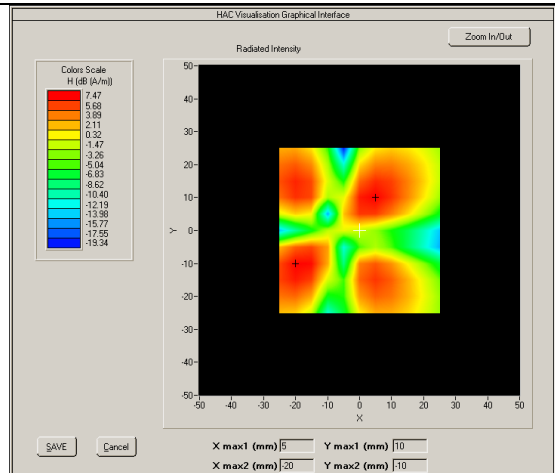 HAC Visualisation Graphical Interface
Zoom In/Out
Radiated Intensity
Colors Scale
H (dB (A/m))
7.47
5.68
3.89
2.11
0.32
-1.47
-3.26
-5.04
-6.83
-8.62
-10.40
-12.19
-13.98
-15.77
-17.55
-19.34
50
40
30
20
10
0
-10
-20
-30
-40
-50
Y
-50 -40 -30 -20 -10 0 10 20 30 40 50
X
SAVE Cancel
X max1 (mm) 5 Y max1 (mm) 10
X max2 (mm) -20 Y max2 (mm) -10